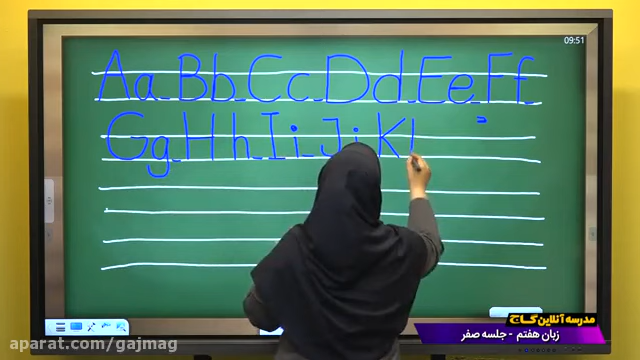 09:51
Aa Bb Cc Dd Ee Ff
Gg Hh Ii Jj K
مدرسه آنلاین گاج
زبان هفتم - جلسه صفر
aparat.com/gajmag